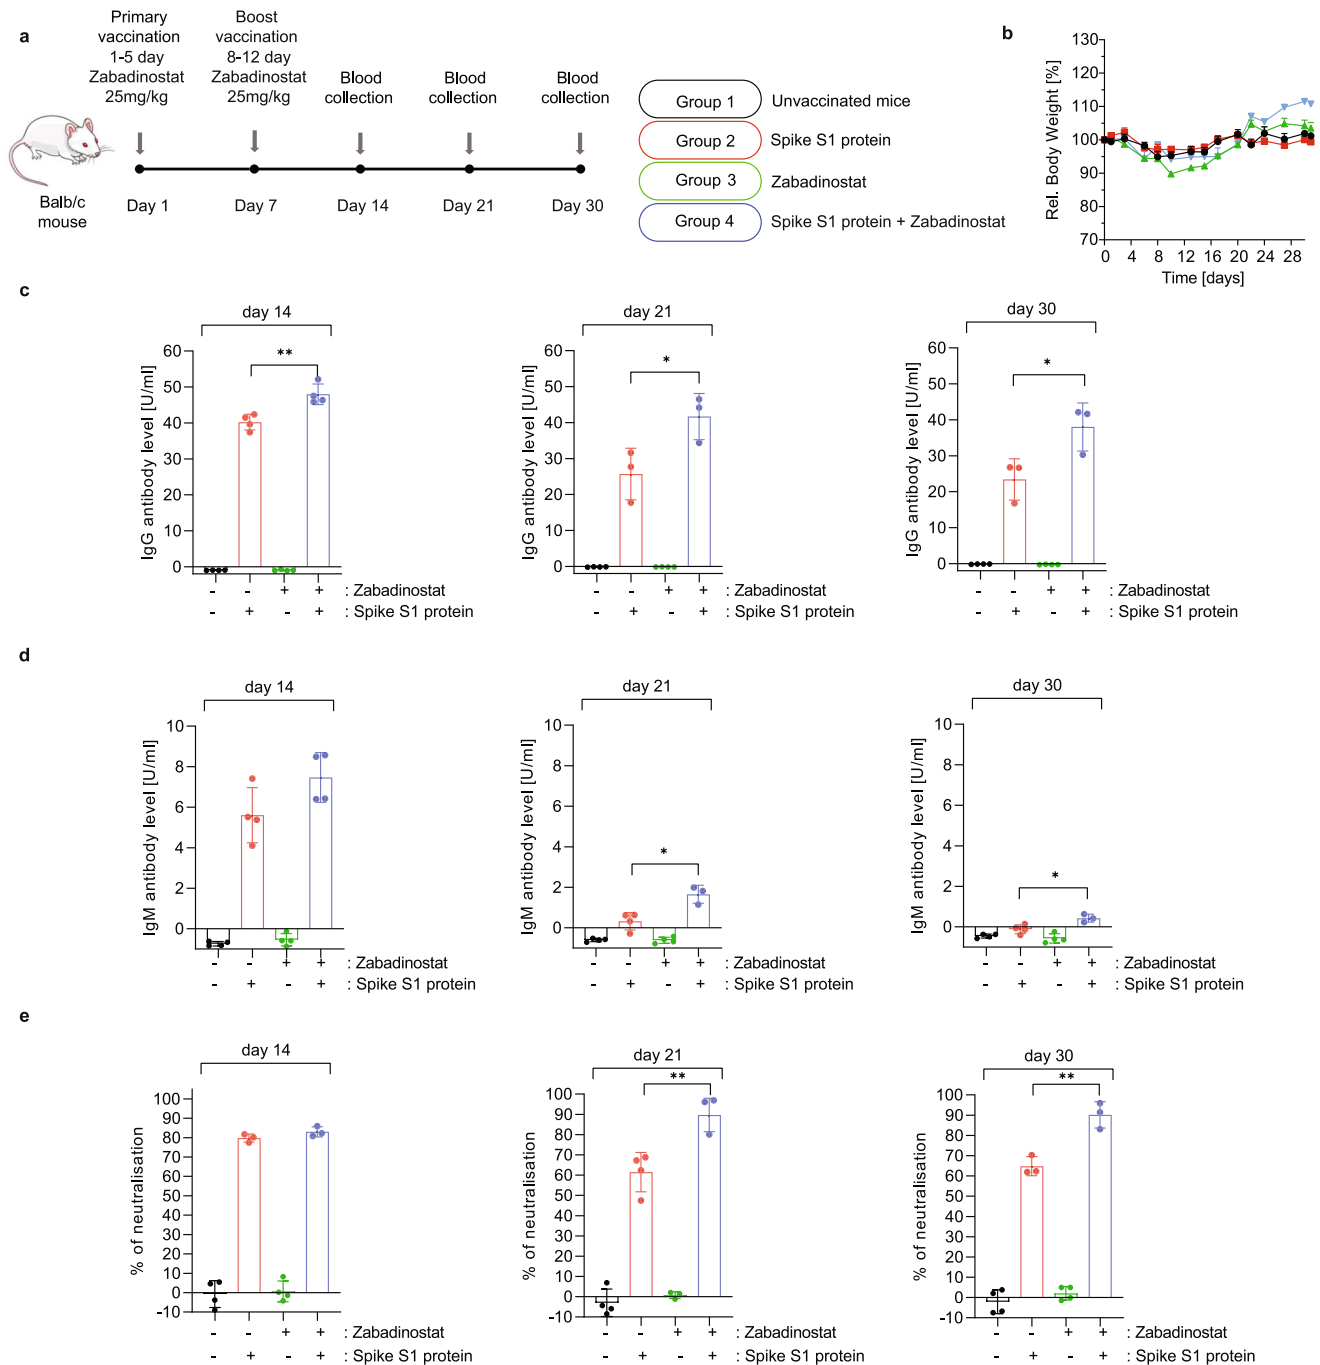 a
Primary
vaccination
1-5 day
Zabadinostat
25mg/kg
Boost
vaccination
8-12 day
Zabadinostat
25mg/kg
Blood
collection
Blood
collection
Blood
collection
Balb/c
mouse
Day 1
Day 7
Day 14
Day 21
Day 30
Group 1 Unvaccinated mice
Group 2 Spike S1 protein
Group 3 Zabadinostat
Group 4 Spike S1 protein + Zabadinostat
b
Rel. Body Weight [%]
130
120
110
100
90
80
70
0 4 8 12 16 20 24 28
Time [days]
c
day 14
IgG antibody level [U/ml]
60
50
40
30
20
10
0
**
- - + + : Zabadinostat
- + - + : Spike S1 protein
day 21
IgG antibody level [U/ml]
60
50
40
30
20
10
0
*
- - + + : Zabadinostat
- + - + : Spike S1 protein
day 30
IgG antibody level [U/ml]
60
50
40
30
20
10
0
*
- - + + : Zabadinostat
- + - + : Spike S1 protein
d
day 14
IgM antibody level [U/ml]
10
8
6
4
2
0
- - + + : Zabadinostat
- + - + : Spike S1 protein
day 21
IgM antibody level [U/ml]
10
8
6
4
2
0
*
- - + + : Zabadinostat
- + - + : Spike S1 protein
day 30
IgM antibody level [U/ml]
10
8
6
4
2
0
*
- - + + : Zabadinostat
- + - + : Spike S1 protein
e
day 14
% of neutralisation
100
90
80
70
60
50
40
30
20
10
0
-10
- - + + : Zabadinostat
- + - + : Spike S1 protein
day 21
% of neutralisation
100
90
80
70
60
50
40
30
20
10
0
-10
**
- - + + : Zabadinostat
- + - + : Spike S1 protein
day 30
% of neutralisation
100
90
80
70
60
50
40
30
20
10
0
-10
**
- - + + : Zabadinostat
- + - + : Spike S1 protein